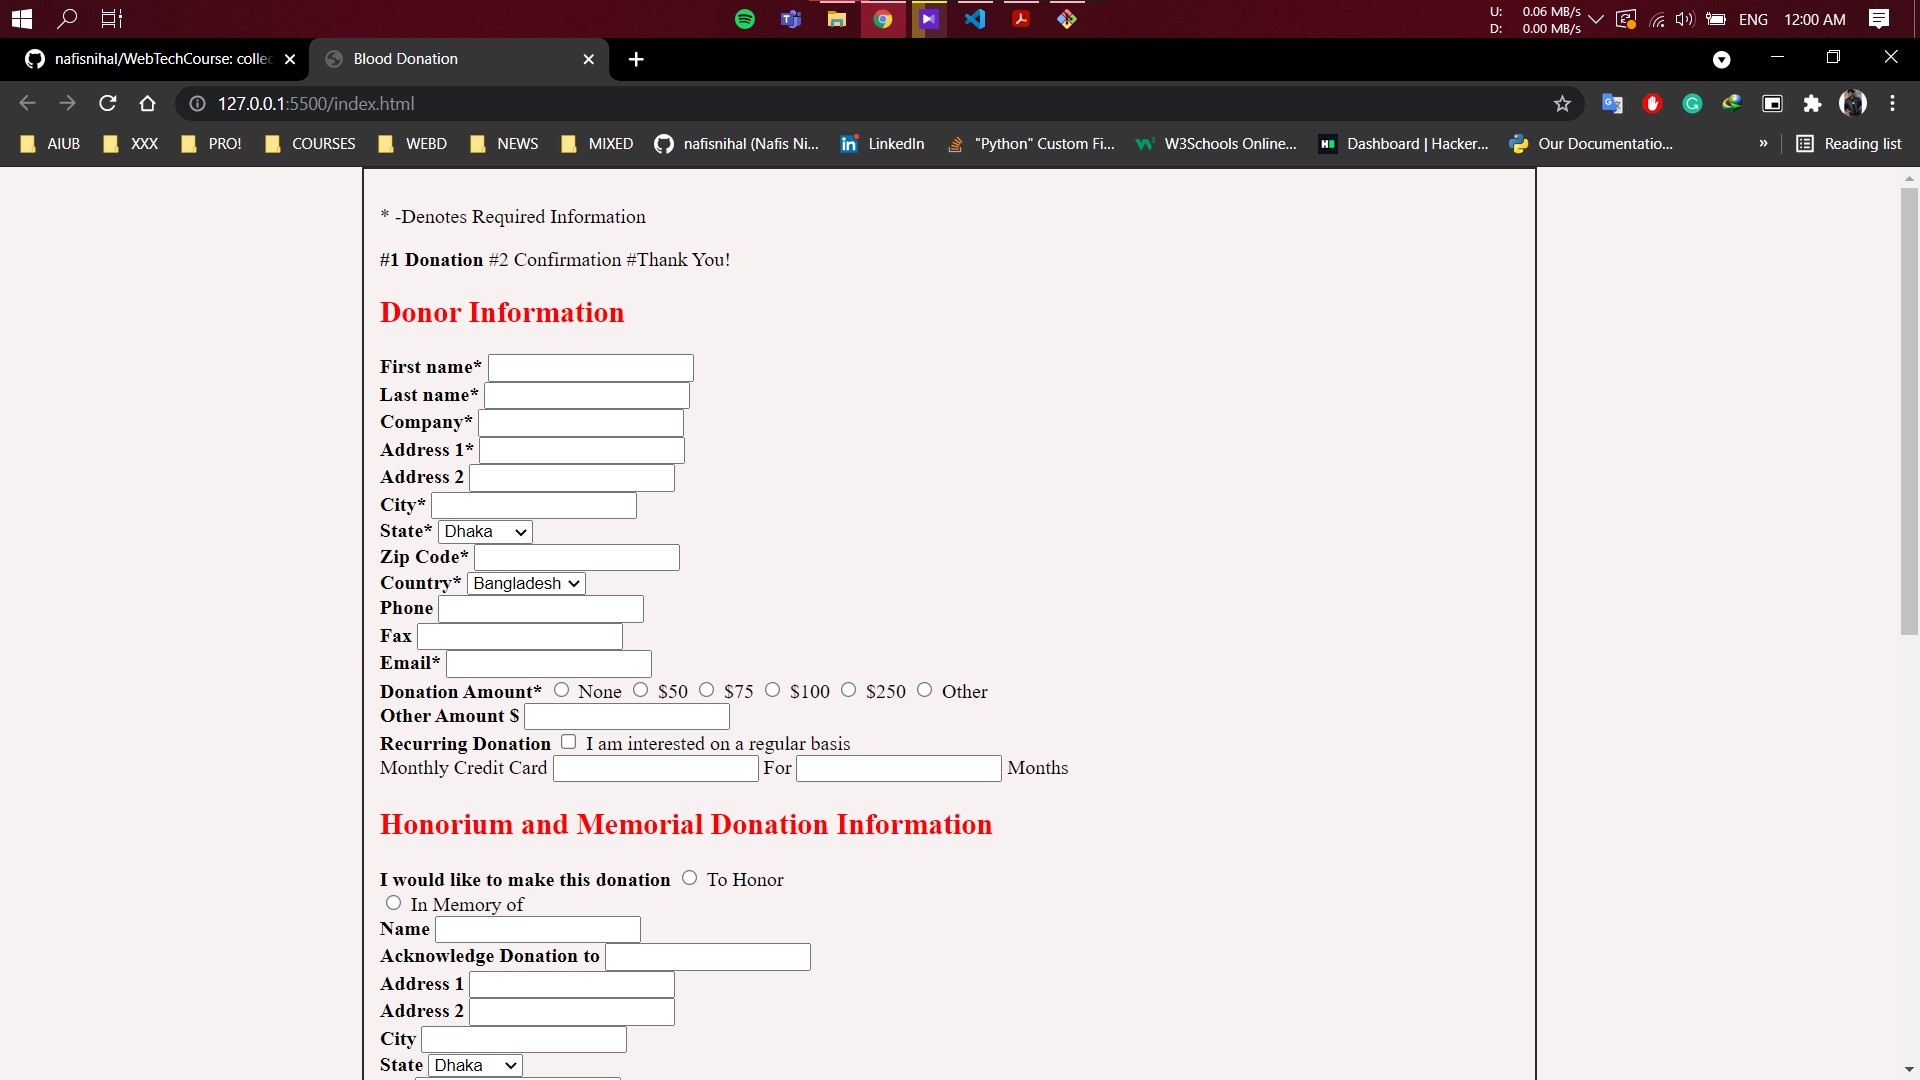 U: 0.06 MB/s
D: 0.00 MB/s
ENG 12:00 AM
nafisnihal/WebTechCourse: collec
Blood Donation
127.0.0.1:5500/index.html
AIUB XXX PRO! COURSES WEBD NEWS MIXED nafisnihal (Nafis Ni... LinkedIn "Python" Custom Fi... W3Schools Online... Dashboard | Hacker... Our Documentatio... » Reading list
* -Denotes Required Information
#1 Donation #2 Confirmation #Thank You!
Donor Information
First name*
Last name*
Company*
Address 1*
Address 2
City*
State* Dhaka
Zip Code*
Country* Bangladesh
Phone
Fax
Email*
Donation Amount* None $50 $75 $100 $250 Other
Other Amount $
Recurring Donation I am interested on a regular basis
Monthly Credit Card For Months
Honorium and Memorial Donation Information
I would like to make this donation To Honor
In Memory of
Name
Acknowledge Donation to
Address 1
Address 2
City
State Dhaka